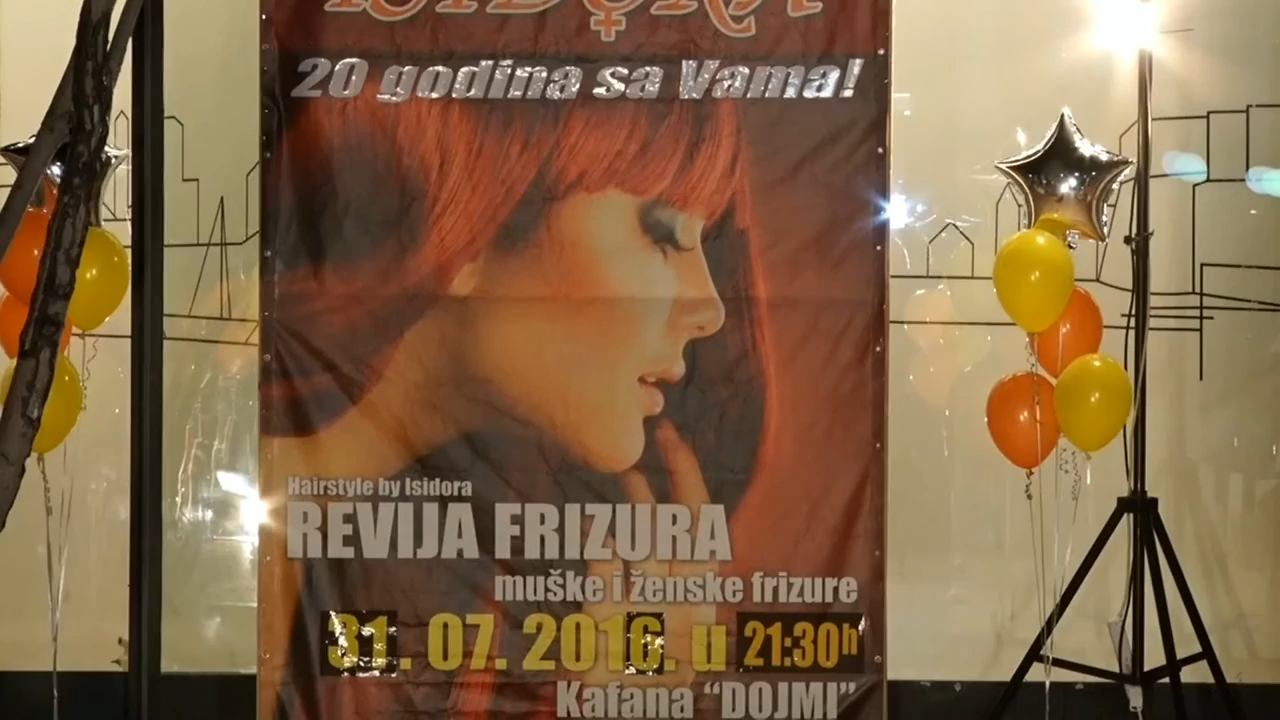 ISIDORA
20 godina sa Vama!
Hairstyle by Isidora
REVIJA FRIZURA
muške i ženske frizure
31. 07. 2016. u 21:30h
Kafana “DOJMI”